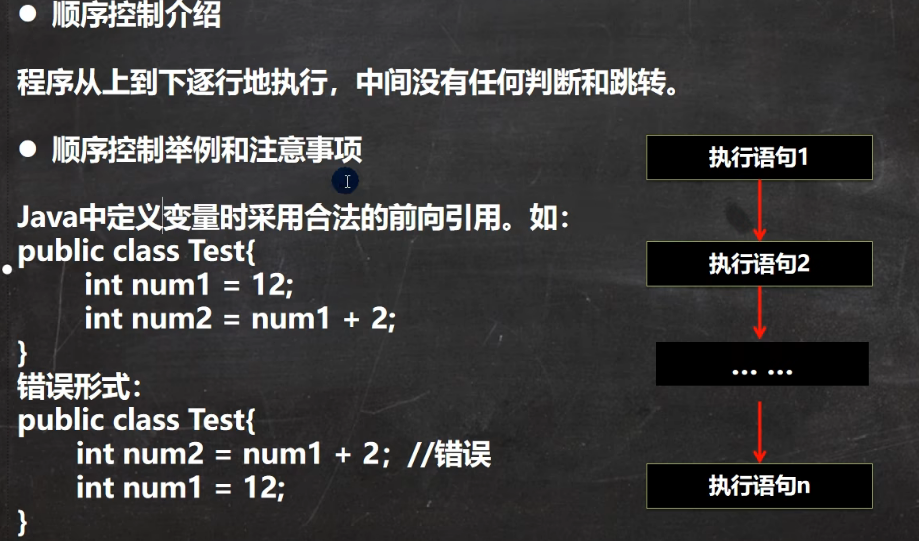 ● 顺序控制介绍
程序从上到下逐行地执行，中间没有任何判断和跳转。
● 顺序控制举例和注意事项
Java中定义变量时采用合法的前向引用。如：
public class Test{
int num1 = 12;
int num2 = num1 + 2;
}
错误形式：
public class Test{
int num2 = num1 + 2；//错误
int num1 = 12;
}
执行语句1
执行语句2
... ...
执行语句n